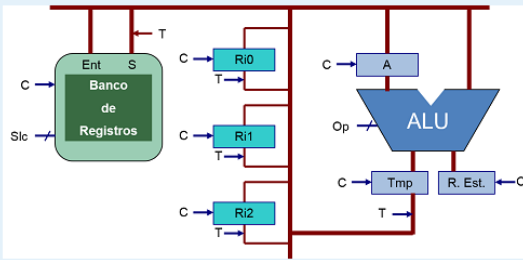 T
Ent S
C
Banco
de
Registros
Slc
C
Ri0
T
C
Ri1
T
C
Ri2
T
C
A
Op
ALU
C
Tmp
R. Est.
C
T